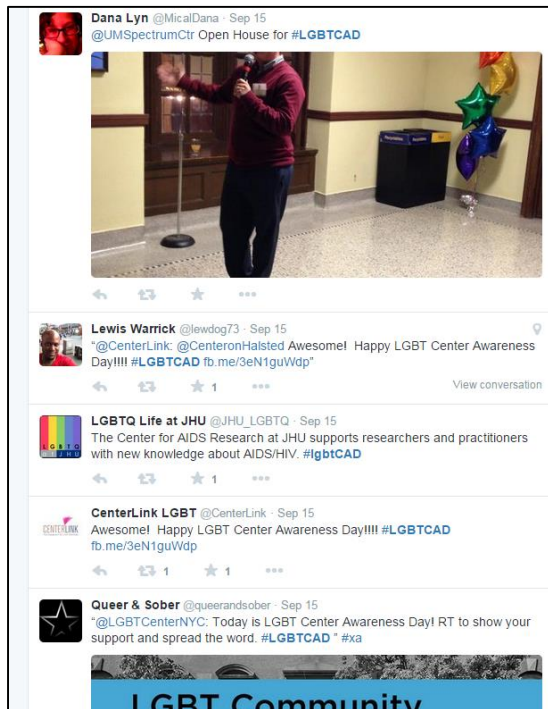 Dana Lyn @MicalDana · Sep 15
@UMSpectrumCtr Open House for #LGBTCAD
Lewis Warrick @lewdog73 · Sep 15
“@CenterLink: @CenteronHalsted Awesome! Happy LGBT Center Awareness
Day!!!! #LGBTCAD fb.me/3eN1guWdp”
1
View conversation
LGBTQ
AT JHU
LGBTQ Life at JHU @JHU_LGBTQ · Sep 15
The Center for AIDS Research at JHU supports researchers and practitioners
with new knowledge about AIDS/HIV. #lgbtCAD
1
CENTERLINK
CenterLink LGBT @CenterLink · Sep 15
Awesome! Happy LGBT Center Awareness Day!!!! #LGBTCAD
fb.me/3eN1guWdp
1 1
Queer & Sober @queerandsober · Sep 15
“@LGBTCenterNYC: Today is LGBT Center Awareness Day! RT to show your
support and spread the word. #LGBTCAD ” #xa
LGBT Community